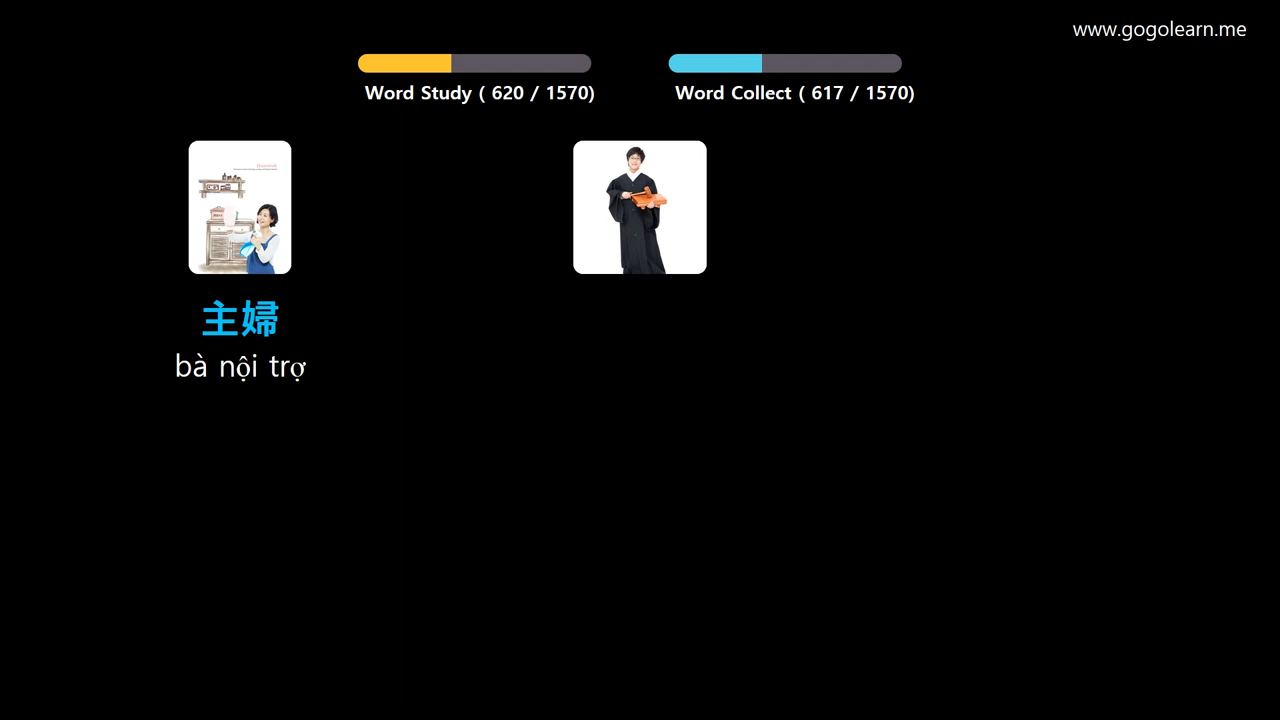 www.gogolearn.me
Word Study ( 620 / 1570)
Word Collect ( 617 / 1570)
主婦
bà nội trợ